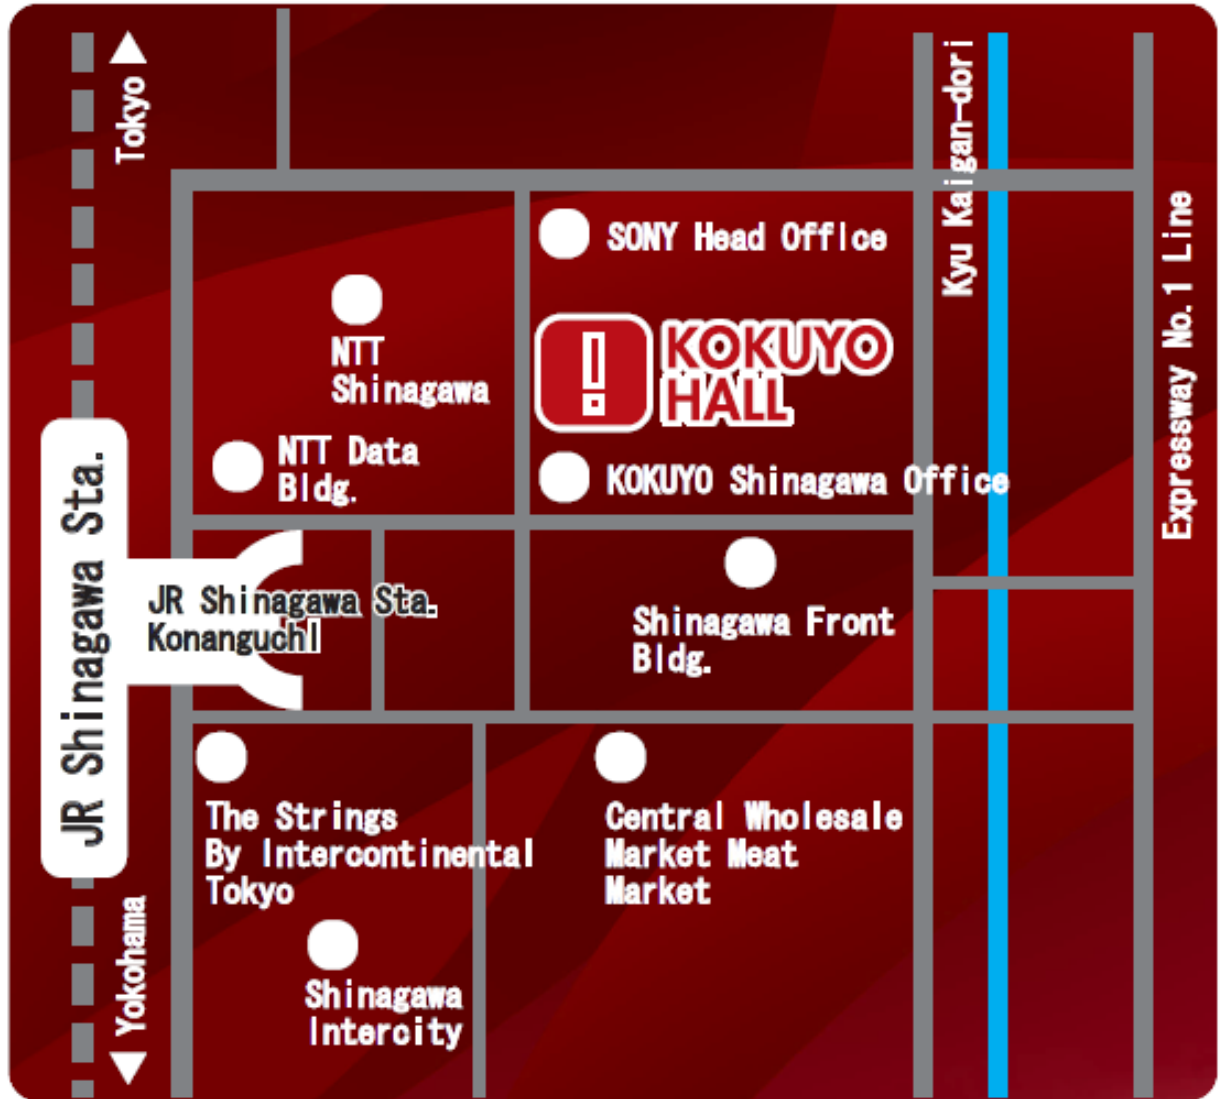 Tokyo
Kyu Kaigan-dori
SONY Head Office
Expressway No.1 Line
NTT
Shinagawa
!
KOKUYO
HALL
NTT Data
Bldg.
KOKUYO Shinagawa Office
JR Shinagawa Sta.
JR Shinagawa Sta.
Konanguchi
Shinagawa Front
Bldg.
The Strings
By Intercontinental
Tokyo
Central Wholesale
Market Meat
Market
Yokohama
Shinagawa
Intercity